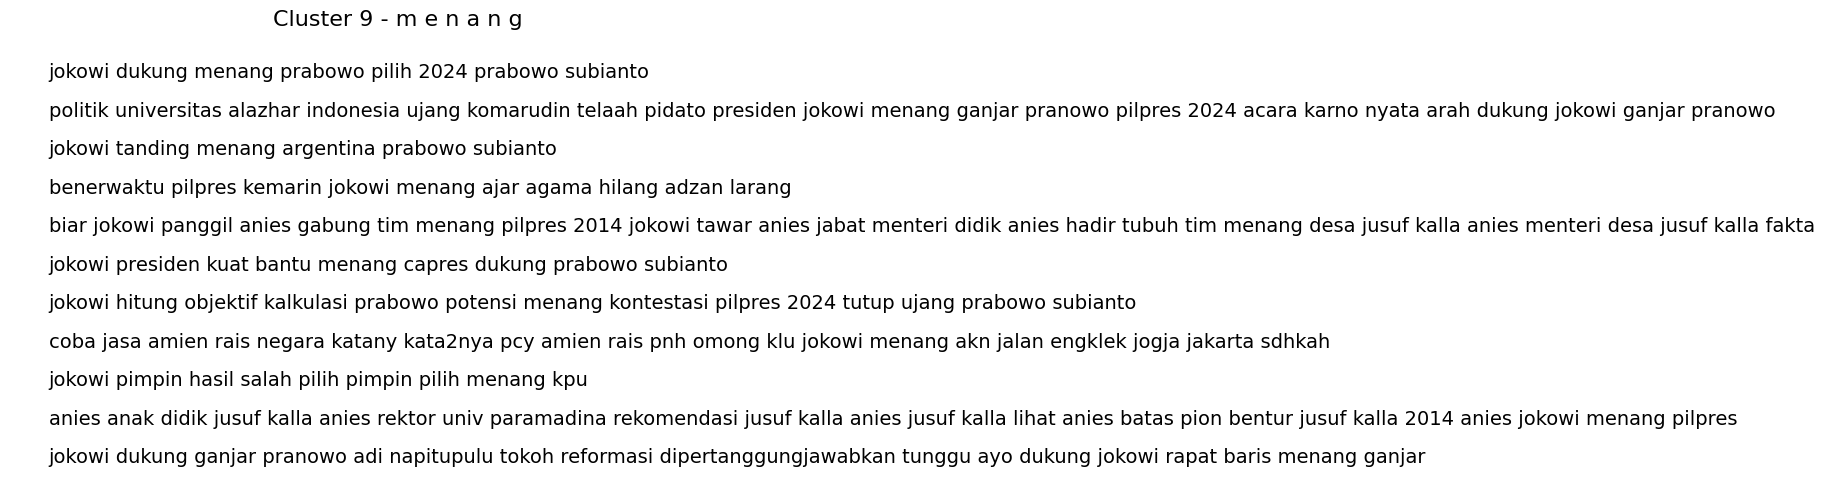 Cluster 9 - m e n a n g
jokowi dukung menang prabowo pilih 2024 prabowo subianto
politik universitas alazhar indonesia ujang komarudin telaah pidato presiden jokowi menang ganjar pranowo pilpres 2024 acara karno nyata arah dukung jokowi ganjar pranowo
jokowi tanding menang argentina prabowo subianto
benerwaktu pilpres kemarin jokowi menang ajar agama hilang adzan larang
biar jokowi panggil anies gabung tim menang pilpres 2014 jokowi tawar anies jabat menteri didik anies hadir tubuh tim menang desa jusuf kalla anies menteri desa jusuf kalla fakta
jokowi presiden kuat bantu menang capres dukung prabowo subianto
jokowi hitung objektif kalkulasi prabowo potensi menang kontestasi pilpres 2024 tutup ujang prabowo subianto
coba jasa amien rais negara katany kata2nya pcy amien rais pnh omong klu jokowi menang akn jalan engklek jogja jakarta sdhkah
jokowi pimpin hasil salah pilih pimpin pilih menang kpu
anies anak didik jusuf kalla anies rektor univ paramadina rekomendasi jusuf kalla anies jusuf kalla lihat anies batas pion bentur jusuf kalla 2014 anies jokowi menang pilpres
jokowi dukung ganjar pranowo adi napitupulu tokoh reformasi dipertanggungjawabkan tunggu ayo dukung jokowi rapat baris menang ganjar